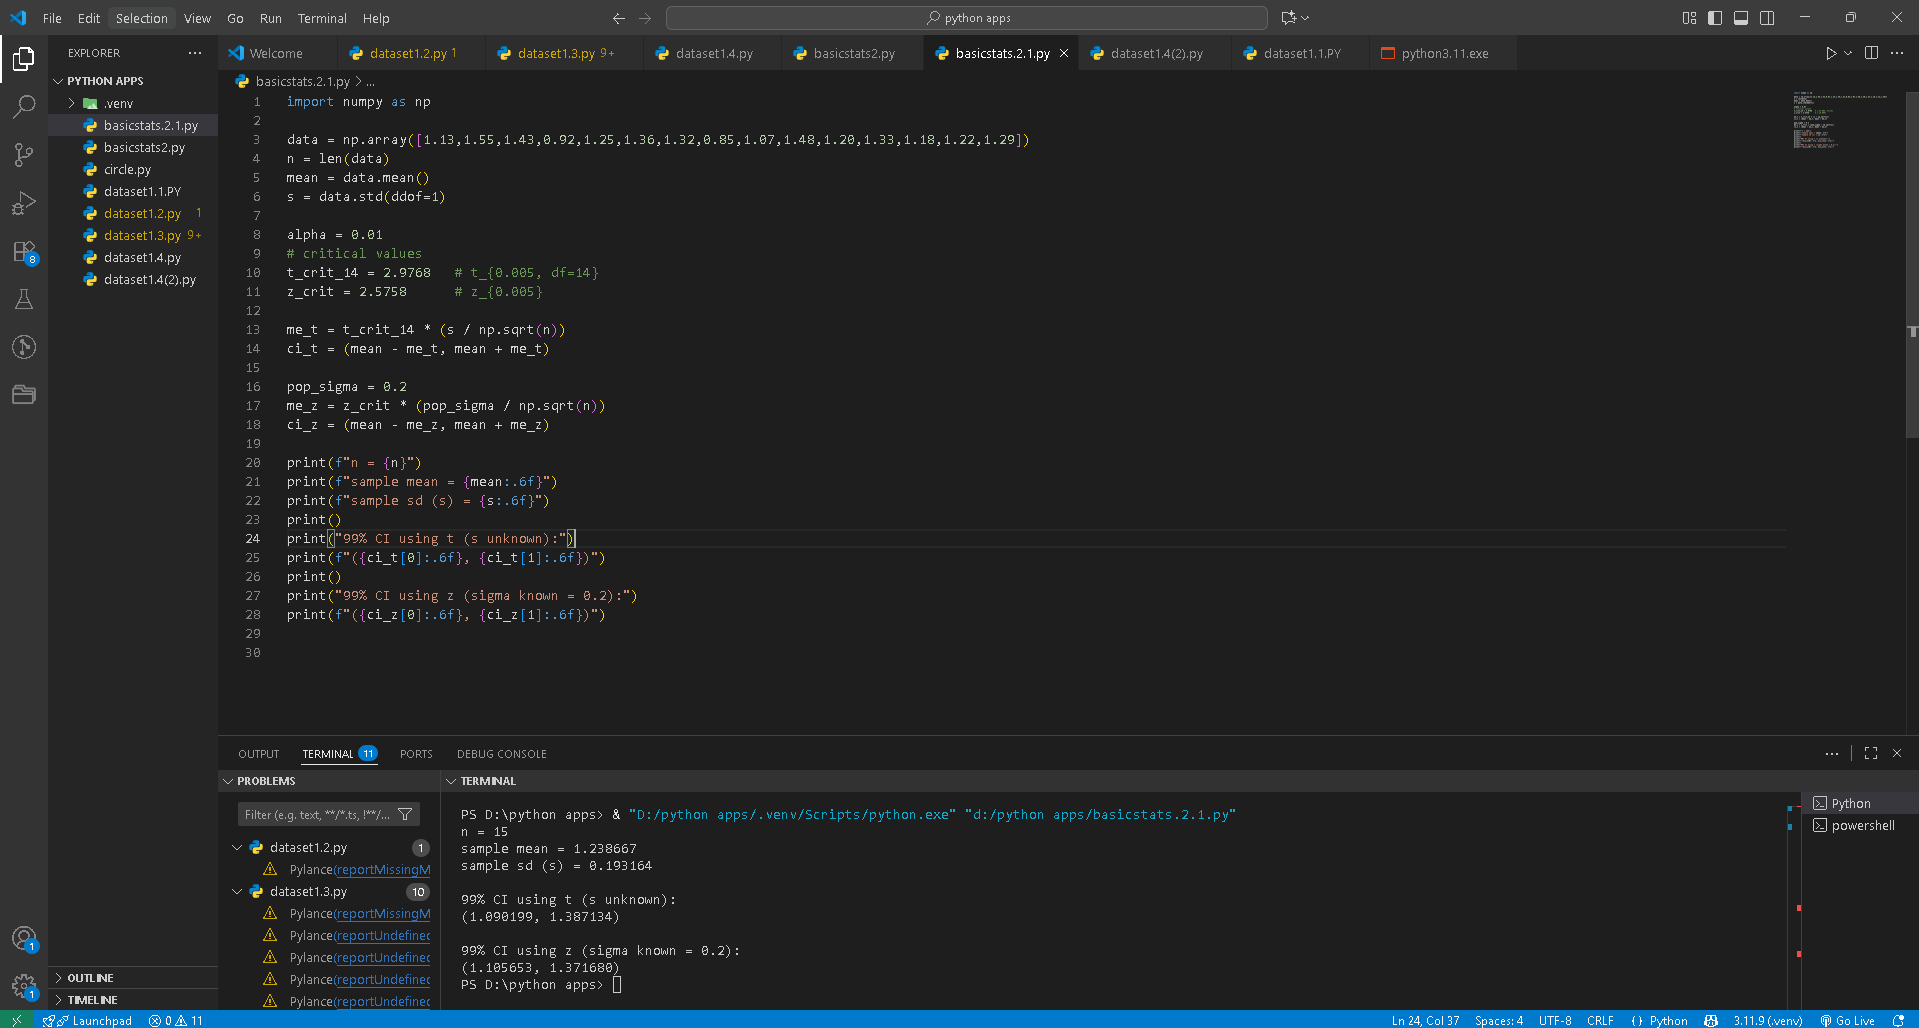 File Edit Selection View Go Run Terminal Help
python apps
EXPLORER
Welcome
dataset1.2.py 1
dataset1.3.py 9+
dataset1.4.py
basicstats2.py
basicstats.2.1.py
dataset1.4(2).py
dataset1.1.PY
python3.11.exe
PYTHON APPS
.venv
basicstats.2.1.py
basicstats2.py
circle.py
dataset1.1.PY
dataset1.2.py 1
dataset1.3.py 9+
dataset1.4.py
dataset1.4(2).py
8
1
1
OUTLINE
TIMELINE
basicstats.2.1.py > ...
1 import numpy as np
2
3 data = np.array([1.13,1.55,1.43,0.92,1.25,1.36,1.32,0.85,1.07,1.48,1.20,1.33,1.18,1.22,1.29])
4 n = len(data)
5 mean = data.mean()
6 s = data.std(ddof=1)
7
8 alpha = 0.01
9 # critical values
10 t_crit_14 = 2.9768   # t_{0.005, df=14}
11 z_crit = 2.5758      # z_{0.005}
12
13 me_t = t_crit_14 * (s / np.sqrt(n))
14 ci_t = (mean - me_t, mean + me_t)
15
16 pop_sigma = 0.2
17 me_z = z_crit * (pop_sigma / np.sqrt(n))
18 ci_z = (mean - me_z, mean + me_z)
19
20 print(f"n = {n}")
21 print(f"sample mean = {mean:.6f}")
22 print(f"sample sd (s) = {s:.6f}")
23 print()
24 print("99% CI using t (s unknown):")
25 print(f"({ci_t[0]:.6f}, {ci_t[1]:.6f})")
26 print()
27 print("99% CI using z (sigma known = 0.2):")
28 print(f"({ci_z[0]:.6f}, {ci_z[1]:.6f})")
29
30
OUTPUT TERMINAL 11 PORTS DEBUG CONSOLE
PROBLEMS
Filter (e.g. text, **/*.ts, !**/...
dataset1.2.py 1
Pylance(reportMissingM
dataset1.3.py 10
Pylance(reportMissingM
Pylance(reportUndefined
Pylance(reportUndefined
Pylance(reportUndefined
Pylance(reportUndefined
TERMINAL
PS D:\python apps> & "D:/python apps/.venv/Scripts/python.exe" "d:/python apps/basicstats.2.1.py"
n = 15
sample mean = 1.238667
sample sd (s) = 0.193164
99% CI using t (s unknown):
(1.090199, 1.387134)
99% CI using z (sigma known = 0.2):
(1.105653, 1.371680)
PS D:\python apps>
Python
powershell
Launchpad 0 11
Ln 24, Col 37 Spaces: 4 UTF-8 CRLF {} Python 3.11.9 (.venv) Go Live